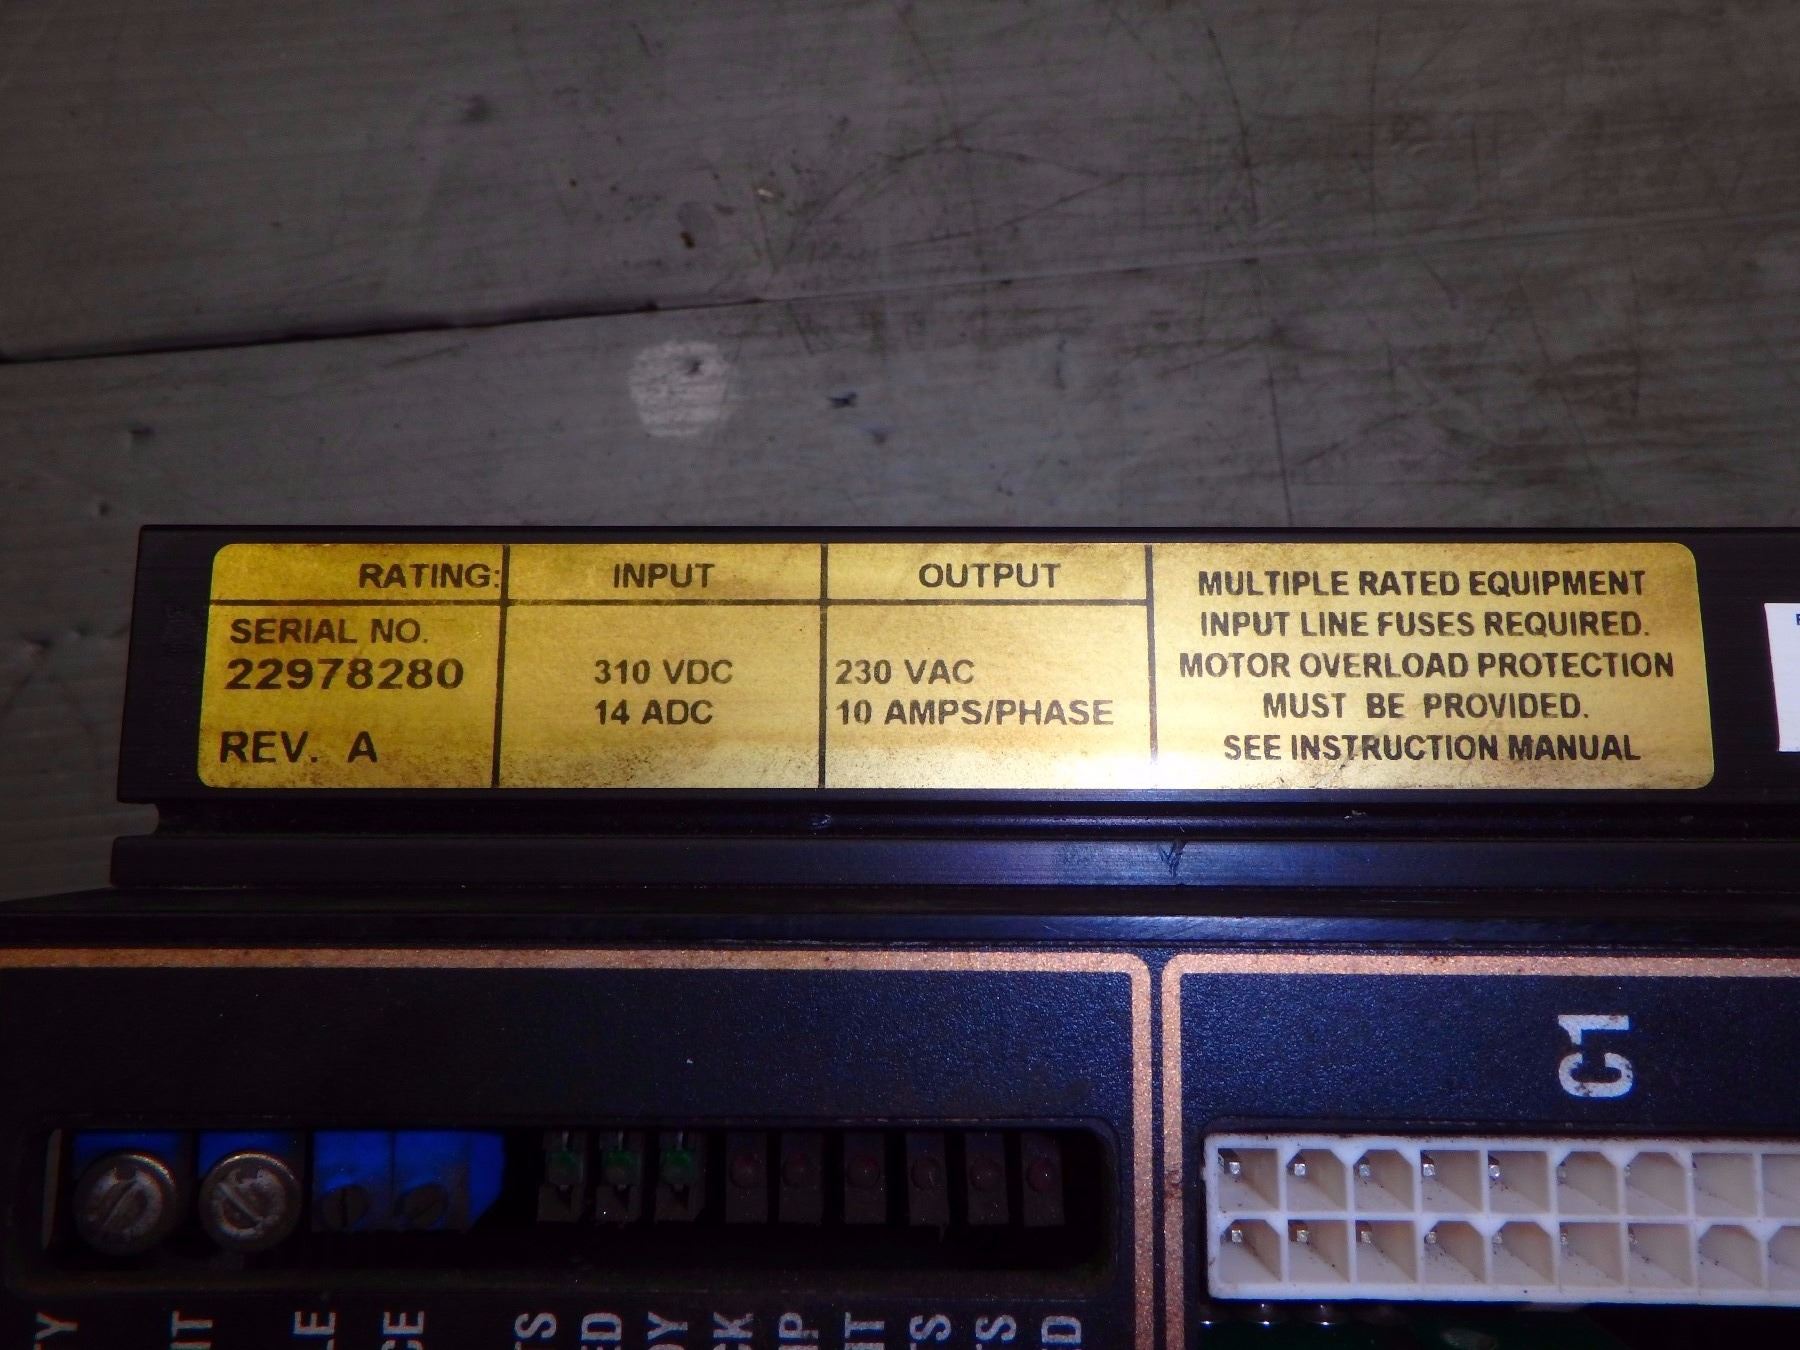 RATING:
INPUT
OUTPUT
SERIAL NO.
22978280
REV. A
310 VDC
14 ADC
230 VAC
10 AMPS/PHASE
MULTIPLE RATED EQUIPMENT
INPUT LINE FUSES REQUIRED.
MOTOR OVERLOAD PROTECTION
MUST BE PROVIDED.
SEE INSTRUCTION MANUAL
C1